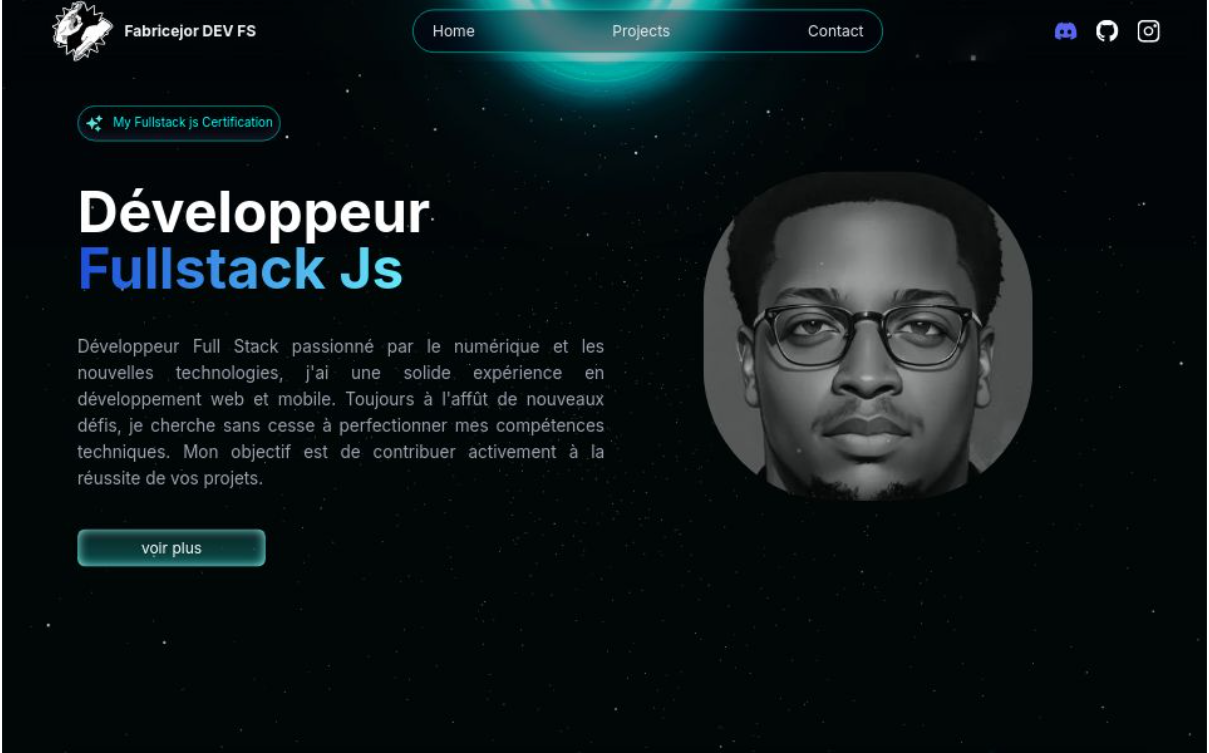 Fabricejor DEV FS
Home
Projects
Contact
My Fullstack js Certification
Développeur
Fullstack Js
Développeur Full Stack passionné par le numérique et les
nouvelles technologies, j'ai une solide expérience en
développement web et mobile. Toujours à l'affût de nouveaux
défis, je cherche sans cesse à perfectionner mes compétences
techniques. Mon objectif est de contribuer activement à la
réussite de vos projets.
voir plus